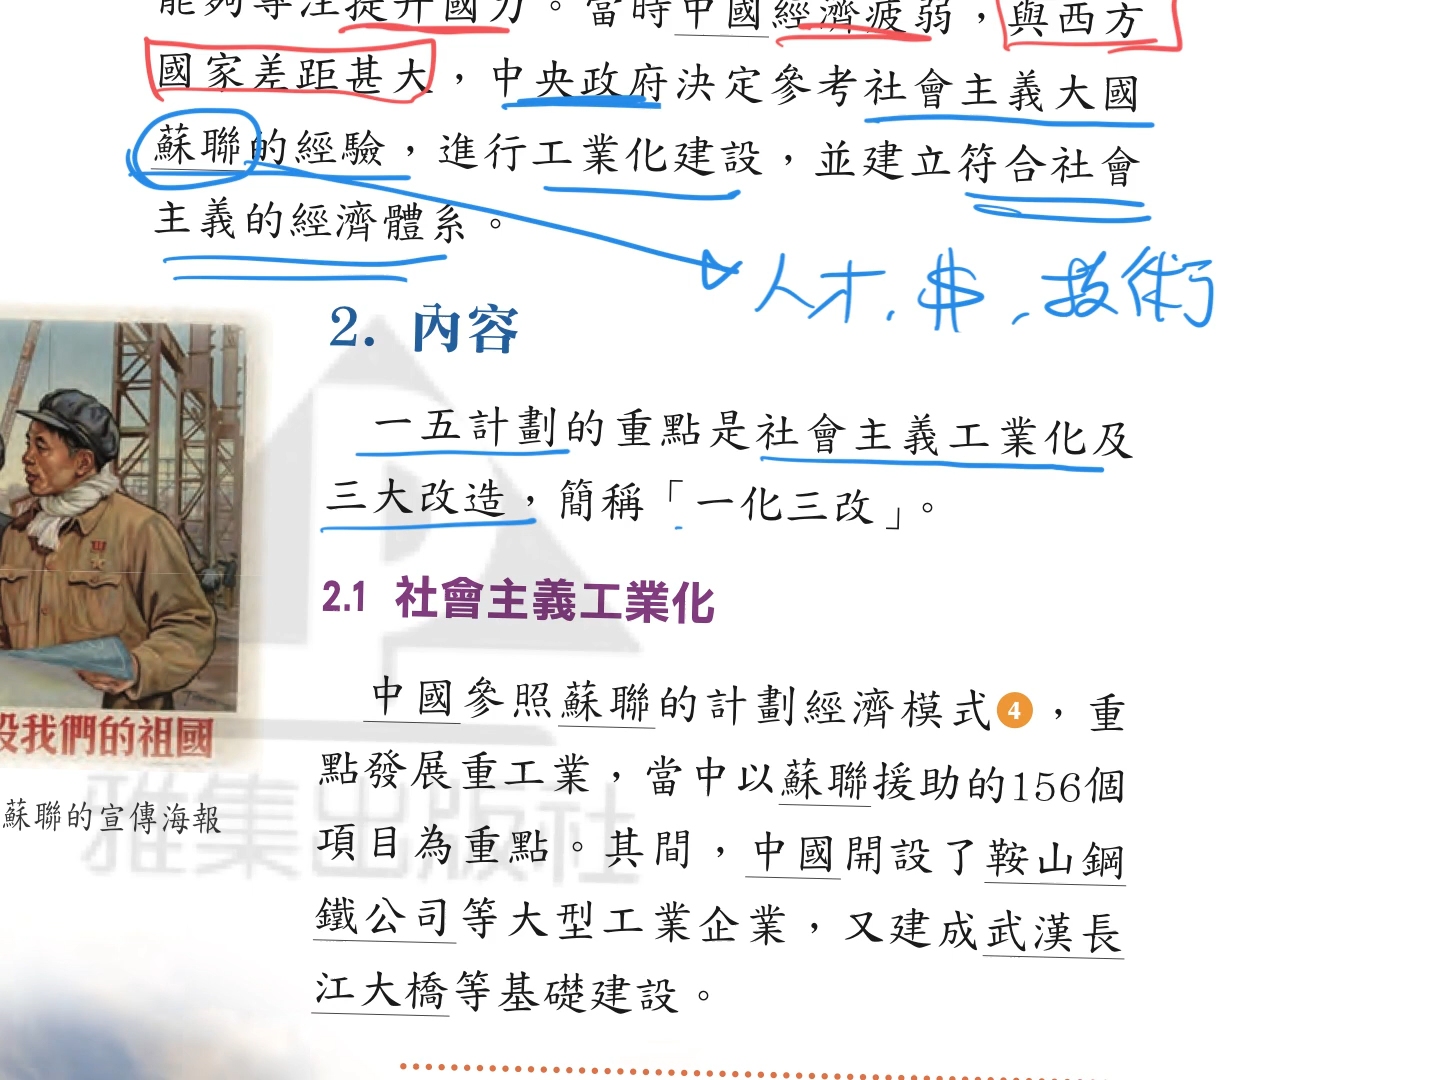 能夠專注提升國力。當時中國經濟疲弱，與西方
國家差距甚大，中央政府決定參考社會主義大國
蘇聯的經驗，進行工業化建設，並建立符合社會
主義的經濟體系。
人才、$、技術
2. 內容
一五計劃的重點是社會主義工業化及
三大改造，簡稱「一化三改」。
2.1 社會主義工業化
中國參照蘇聯的計劃經濟模式4，重
點發展重工業，當中以蘇聯援助的156個
項目為重點。其間，中國開設了鞍山鋼
鐵公司等大型工業企業，又建成武漢長
江大橋等基礎建設。
設我們的祖國
蘇聯的宣傳海報
雅集出版社